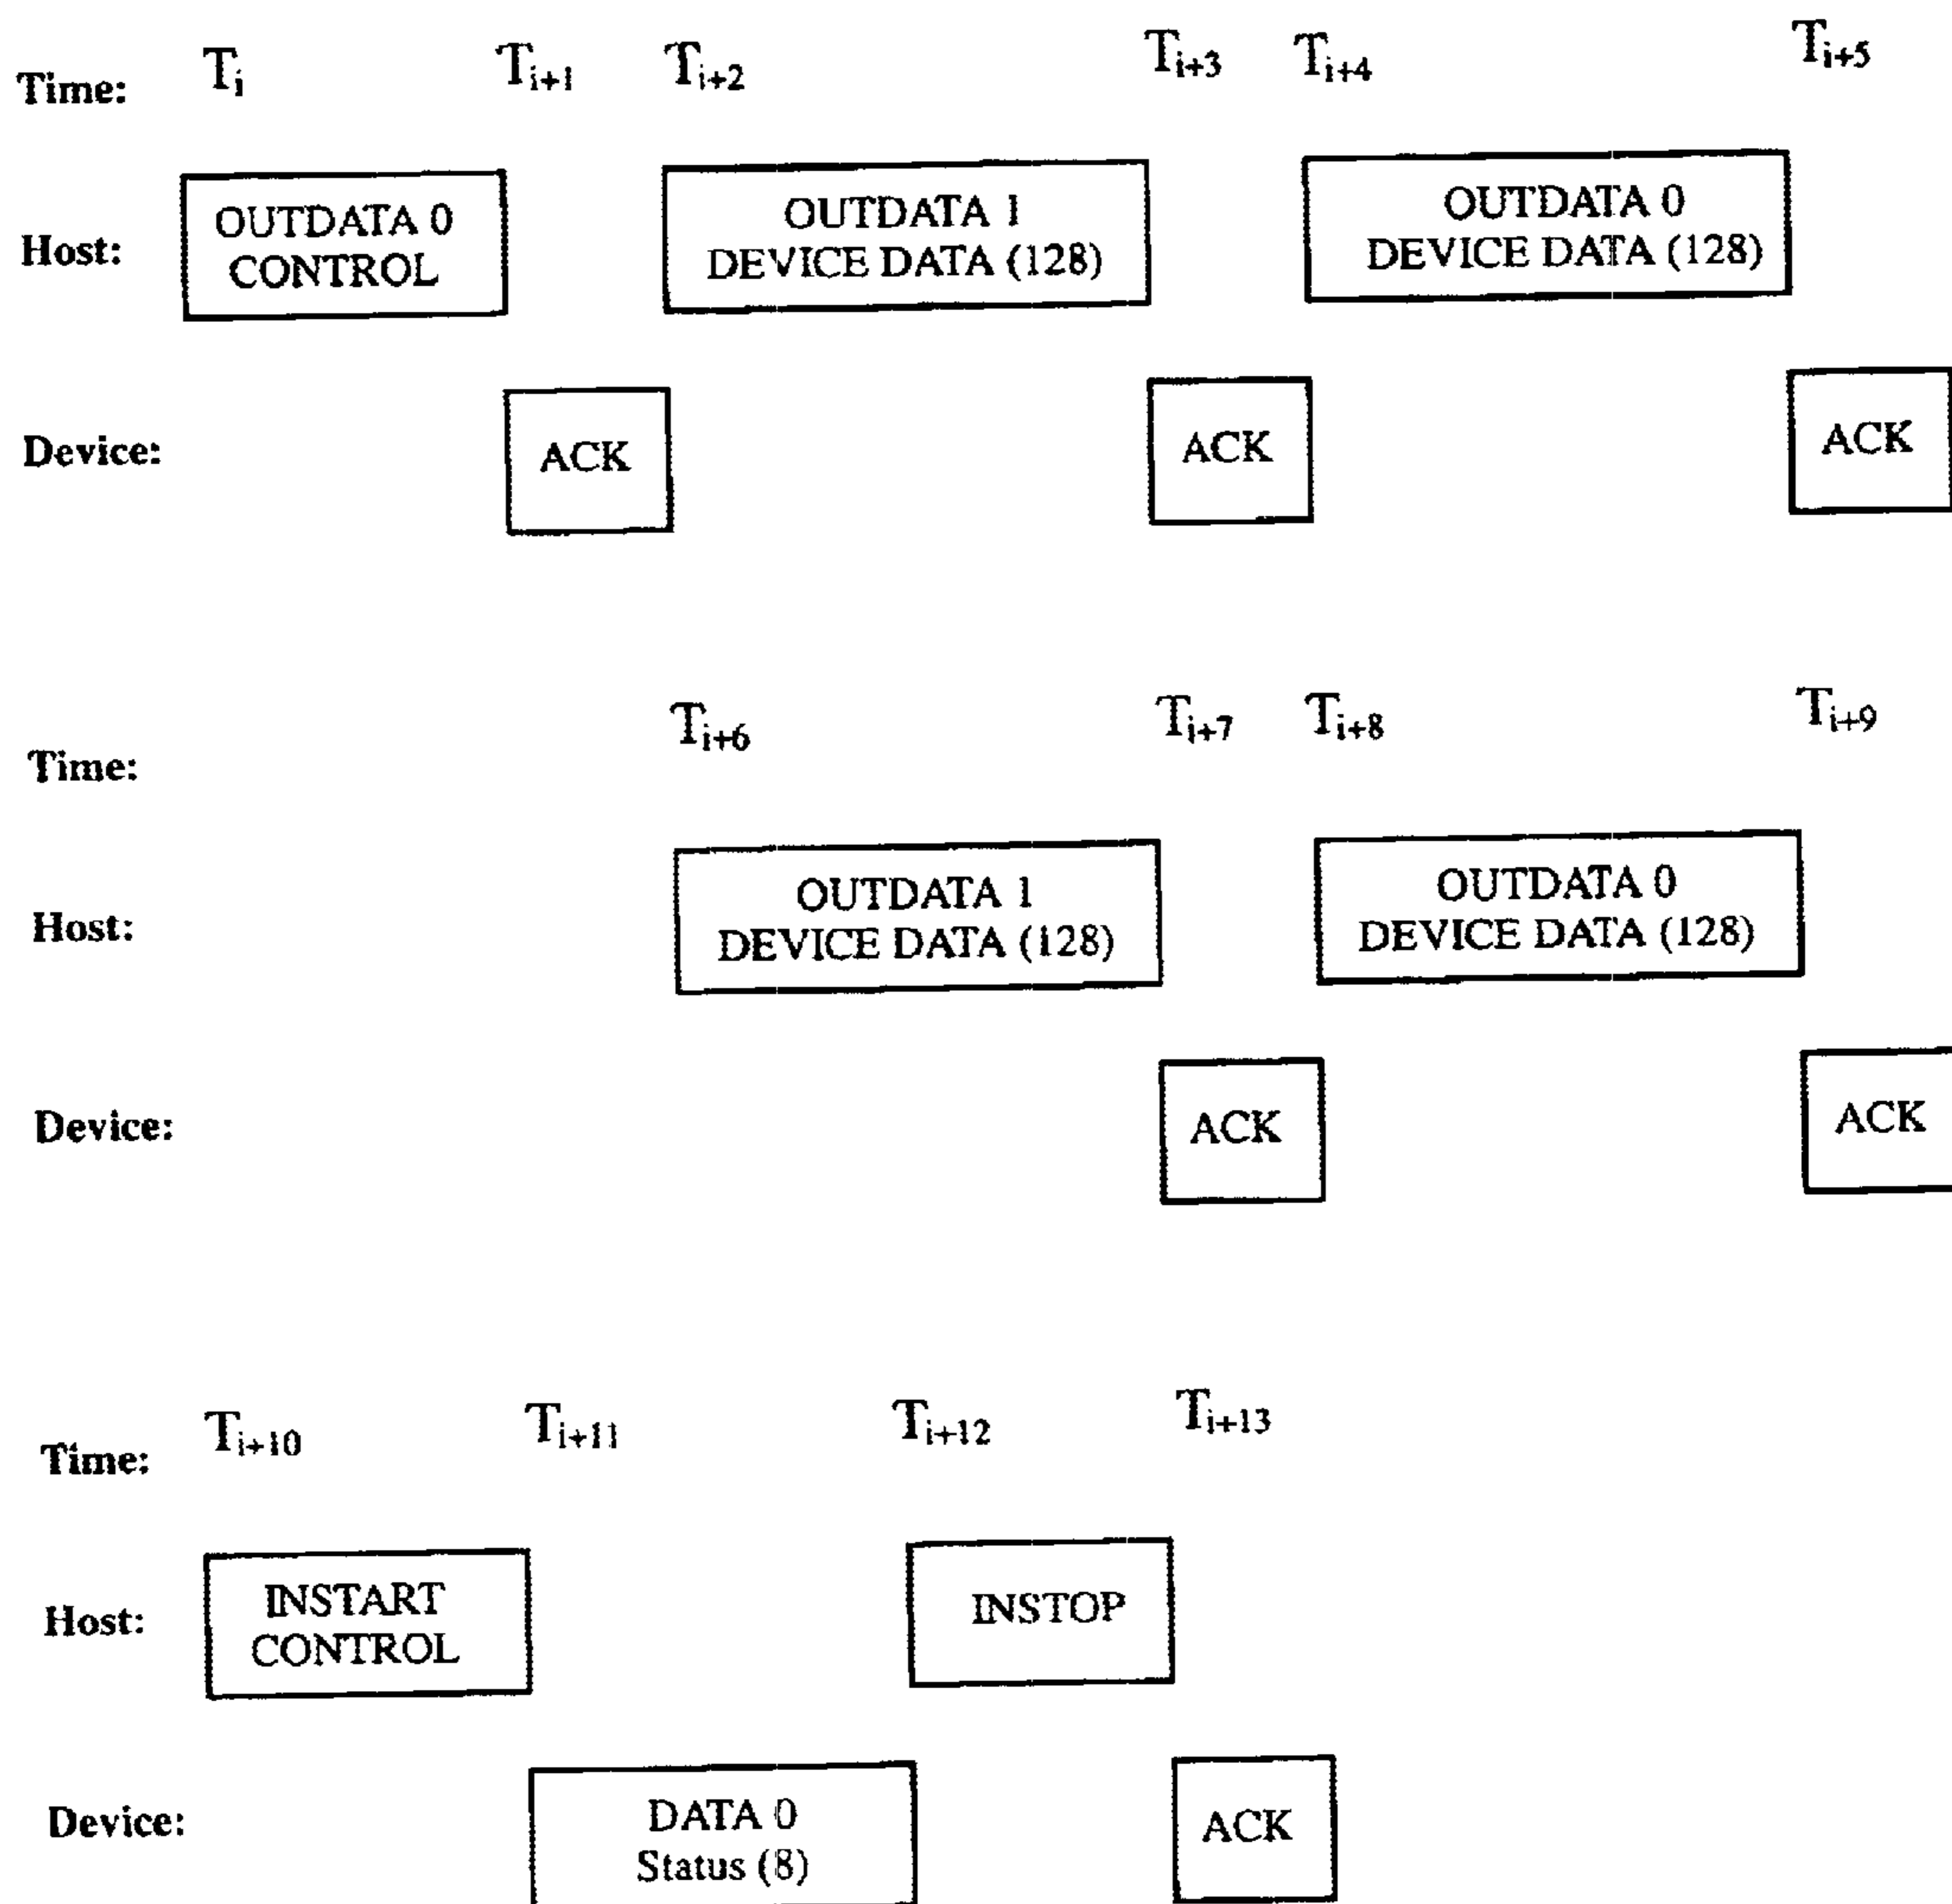 Time: Ti Ti+1 Ti+2 Ti+3 Ti+4 Ti+5
Host: OUTDATA 0 CONTROL OUTDATA 1 DEVICE DATA (128) OUTDATA 0 DEVICE DATA (128)
Device: ACK ACK ACK
Time: Ti+6 Ti+7 Ti+8 Ti+9
Host: OUTDATA 1 DEVICE DATA (128) OUTDATA 0 DEVICE DATA (128)
Device: ACK ACK
Time: Ti+10 Ti+11 Ti+12 Ti+13
Host: INSTART CONTROL INSTOP
Device: DATA 0 Status (8) ACK